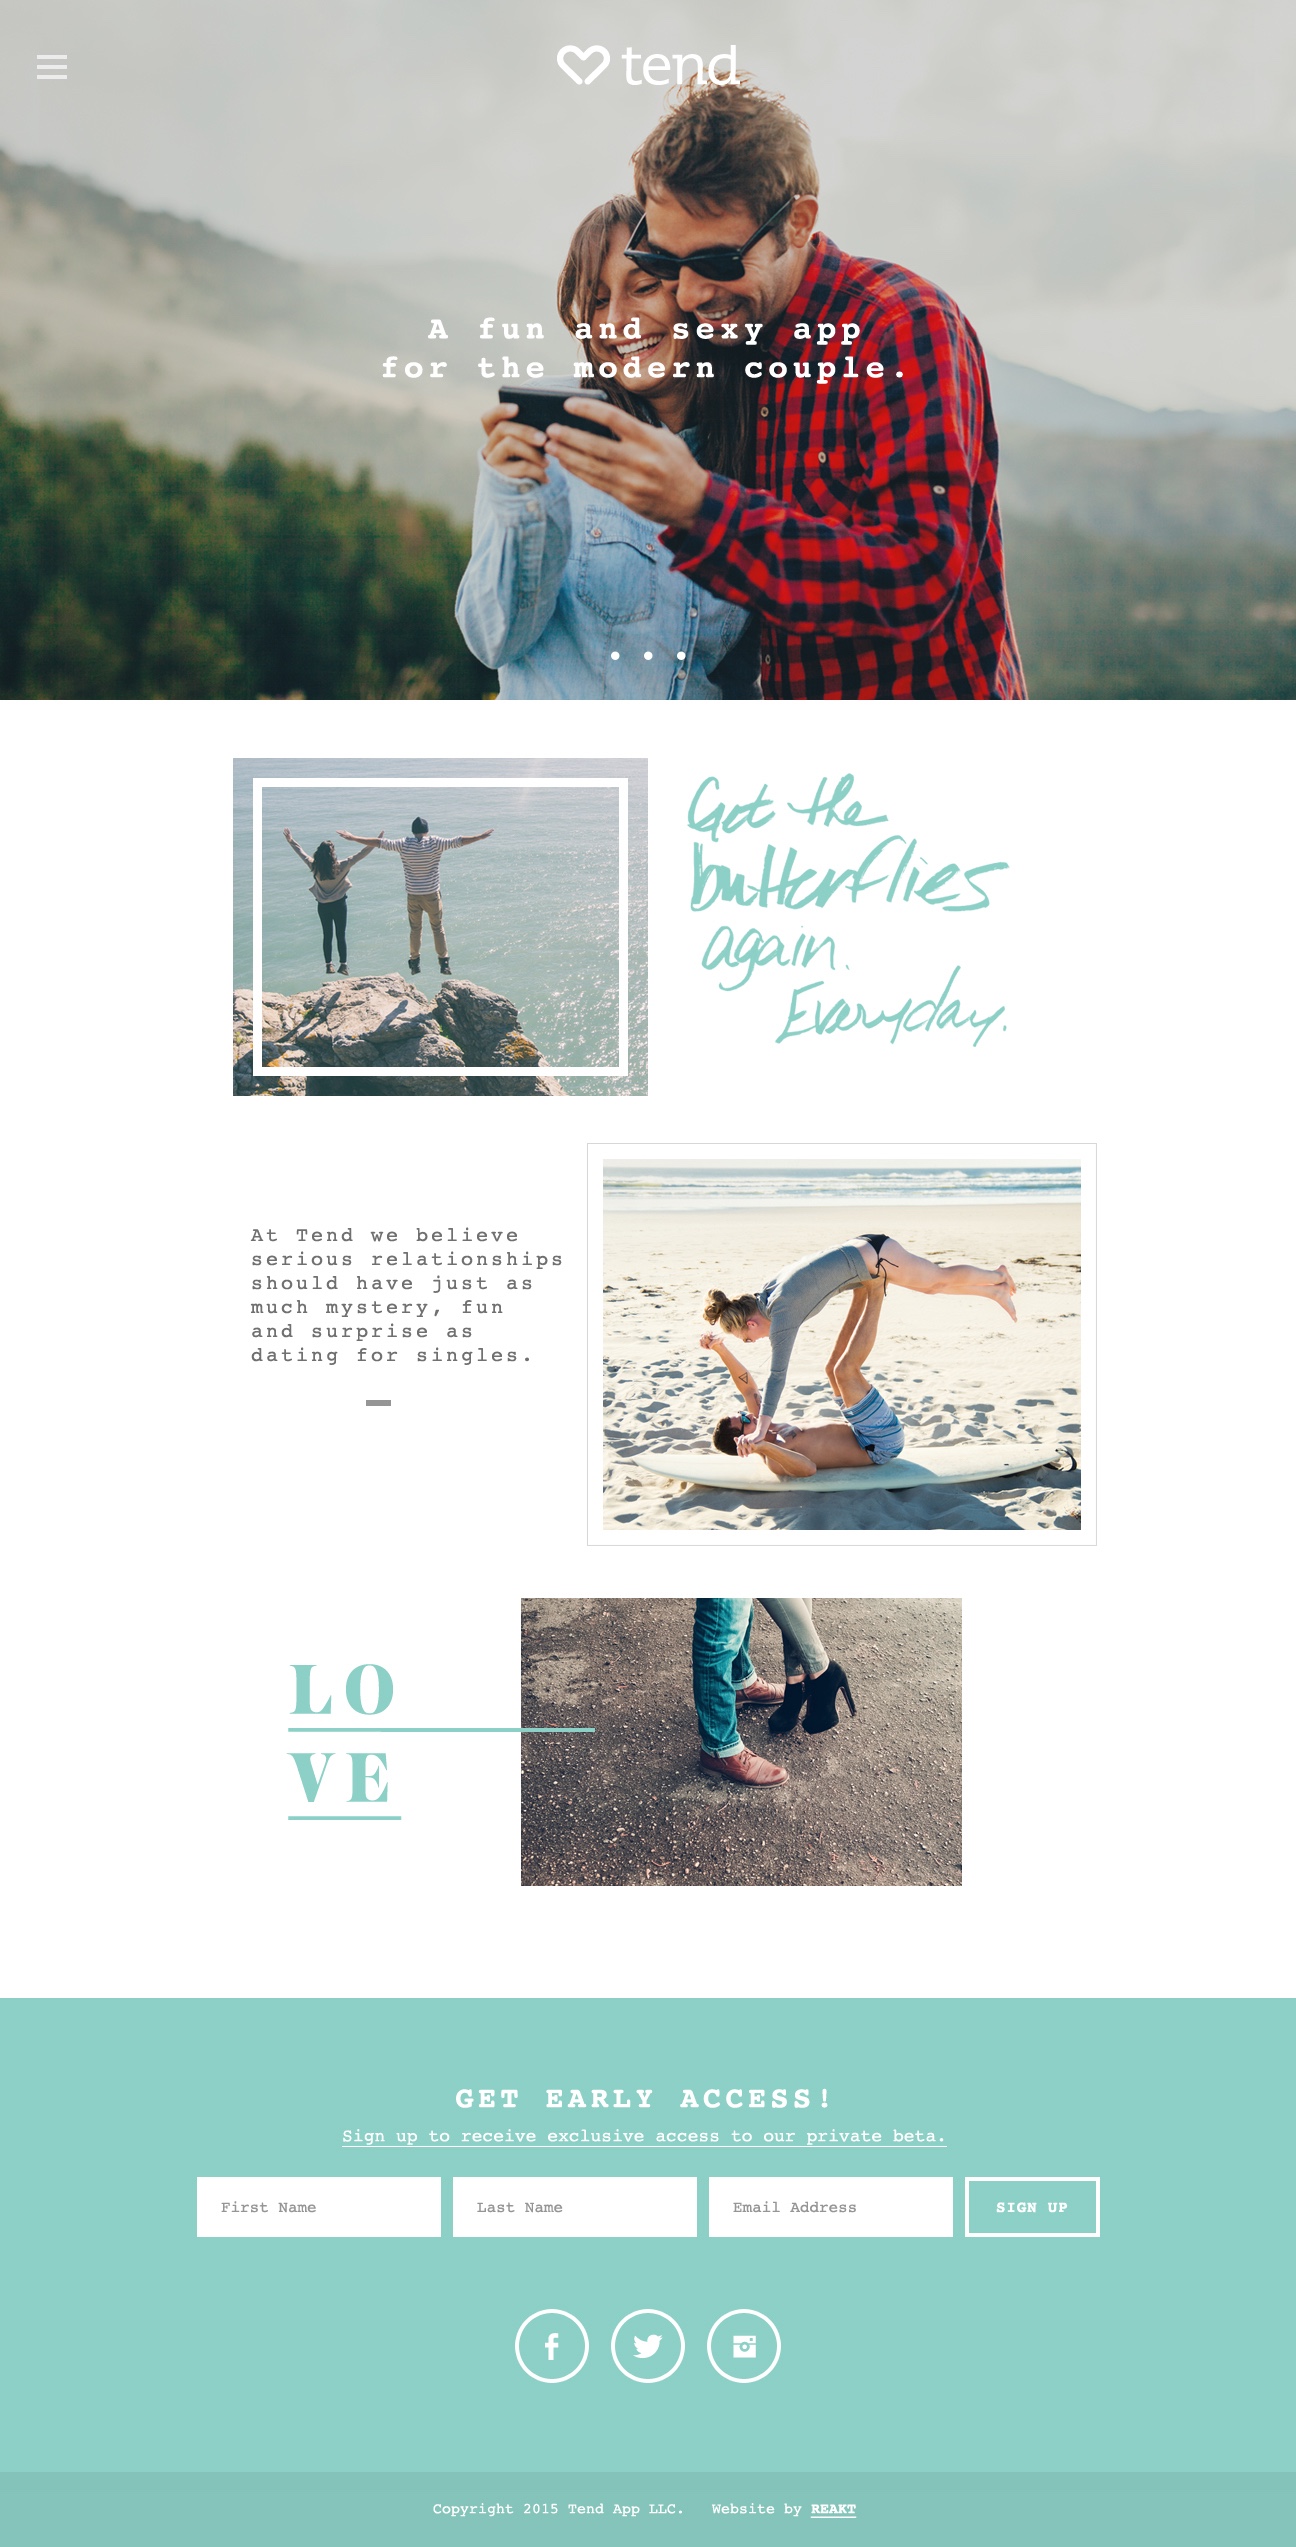 tend
A fun and sexy app
for the modern couple.
Get the
butterflies
again.
Everyday.
At Tend we believe
serious relationships
should have just as
much mystery, fun
and surprise as
dating for singles.
LO
VE
GET EARLY ACCESS!
Sign up to receive exclusive access to our private beta.
First Name
Last Name
Email Address
SIGN UP
Copyright 2015 Tend App LLC. Website by REAKT